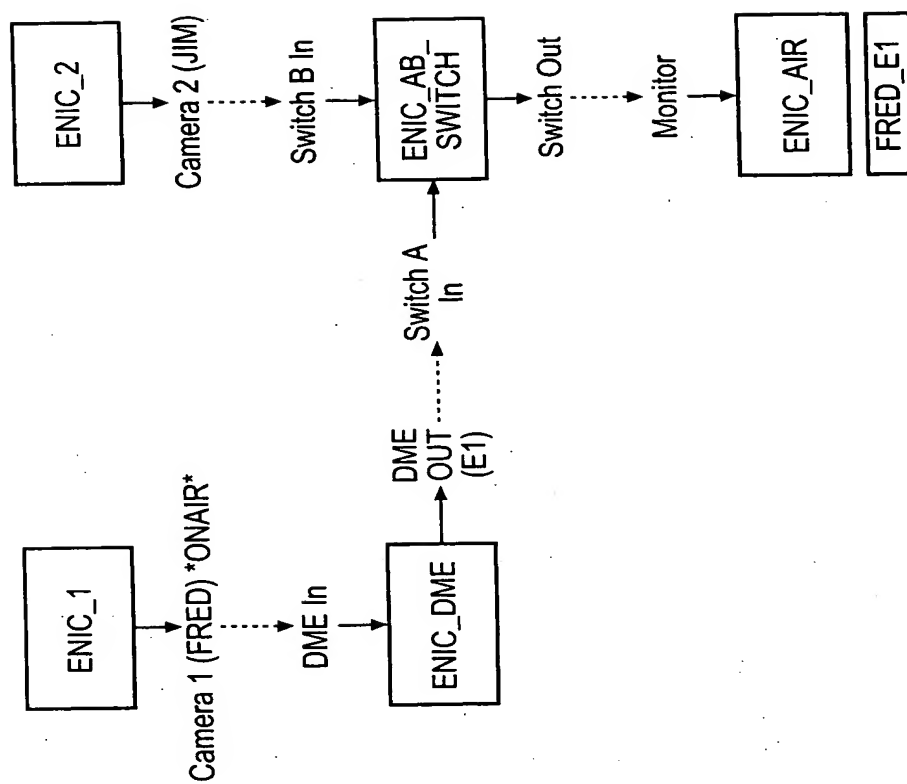 ENIC_1
Camera 1 (FRED) *ONAIR*
DME In
ENIC_DME
DME
OUT
(E1)
Switch A
In
ENIC_2
Camera 2 (JIM)
Switch B In
ENIC_AB_
SWITCH
Switch Out
Monitor
ENIC_AIR
FRED_E1